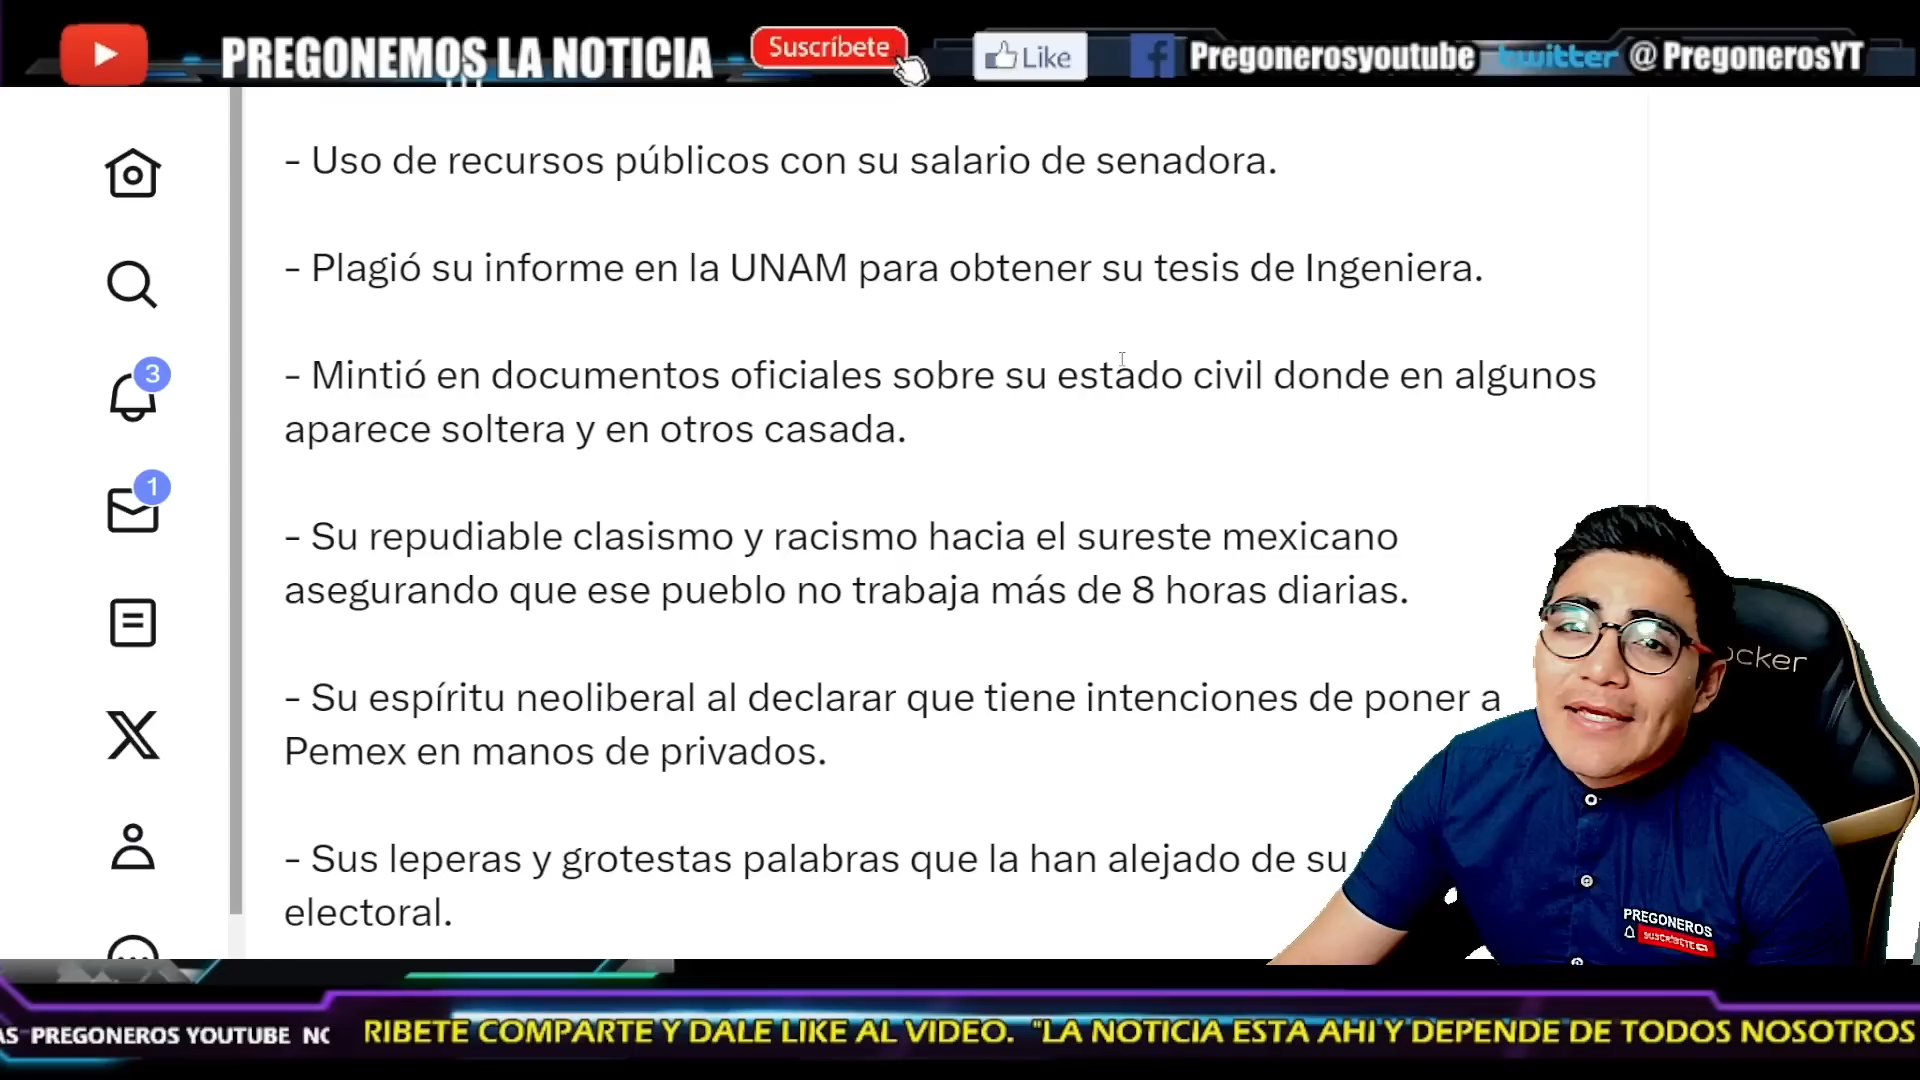 PREGONEMOS LA NOTICIA
Suscríbete
Like
Pregonerosyoutube
twitter @PregonerosYT
- Uso de recursos públicos con su salario de senadora.
- Plagió su informe en la UNAM para obtener su tesis de Ingeniera.
- Mintió en documentos oficiales sobre su estado civil donde en algunos
aparece soltera y en otros casada.
- Su repudiable clasismo y racismo hacia el sureste mexicano
asegurando que ese pueblo no trabaja más de 8 horas diarias.
- Su espíritu neoliberal al declarar que tiene intenciones de poner a
Pemex en manos de privados.
- Sus leperas y grotestas palabras que la han alejado de su
electoral.
3
1
ocker
PREGONEROS
SUSCRÍBETE
AS PREGONEROS YOUTUBE NO
RIBETE COMPARTE Y DALE LIKE AL VIDEO. "LA NOTICIA ESTA AHI Y DEPENDE DE TODOS NOSOTROS